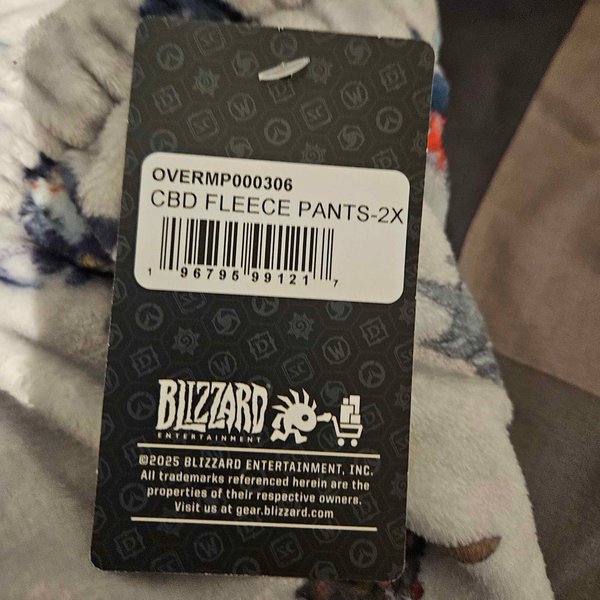 OVERMP000306
CBD FLEECE PANTS-2X
1 96795 99121 7
BLIZZARD
ENTERTAINMENT
©2025 BLIZZARD ENTERTAINMENT, INC.
All trademarks referenced herein are the
properties of their respective owners.
Visit us at gear.blizzard.com